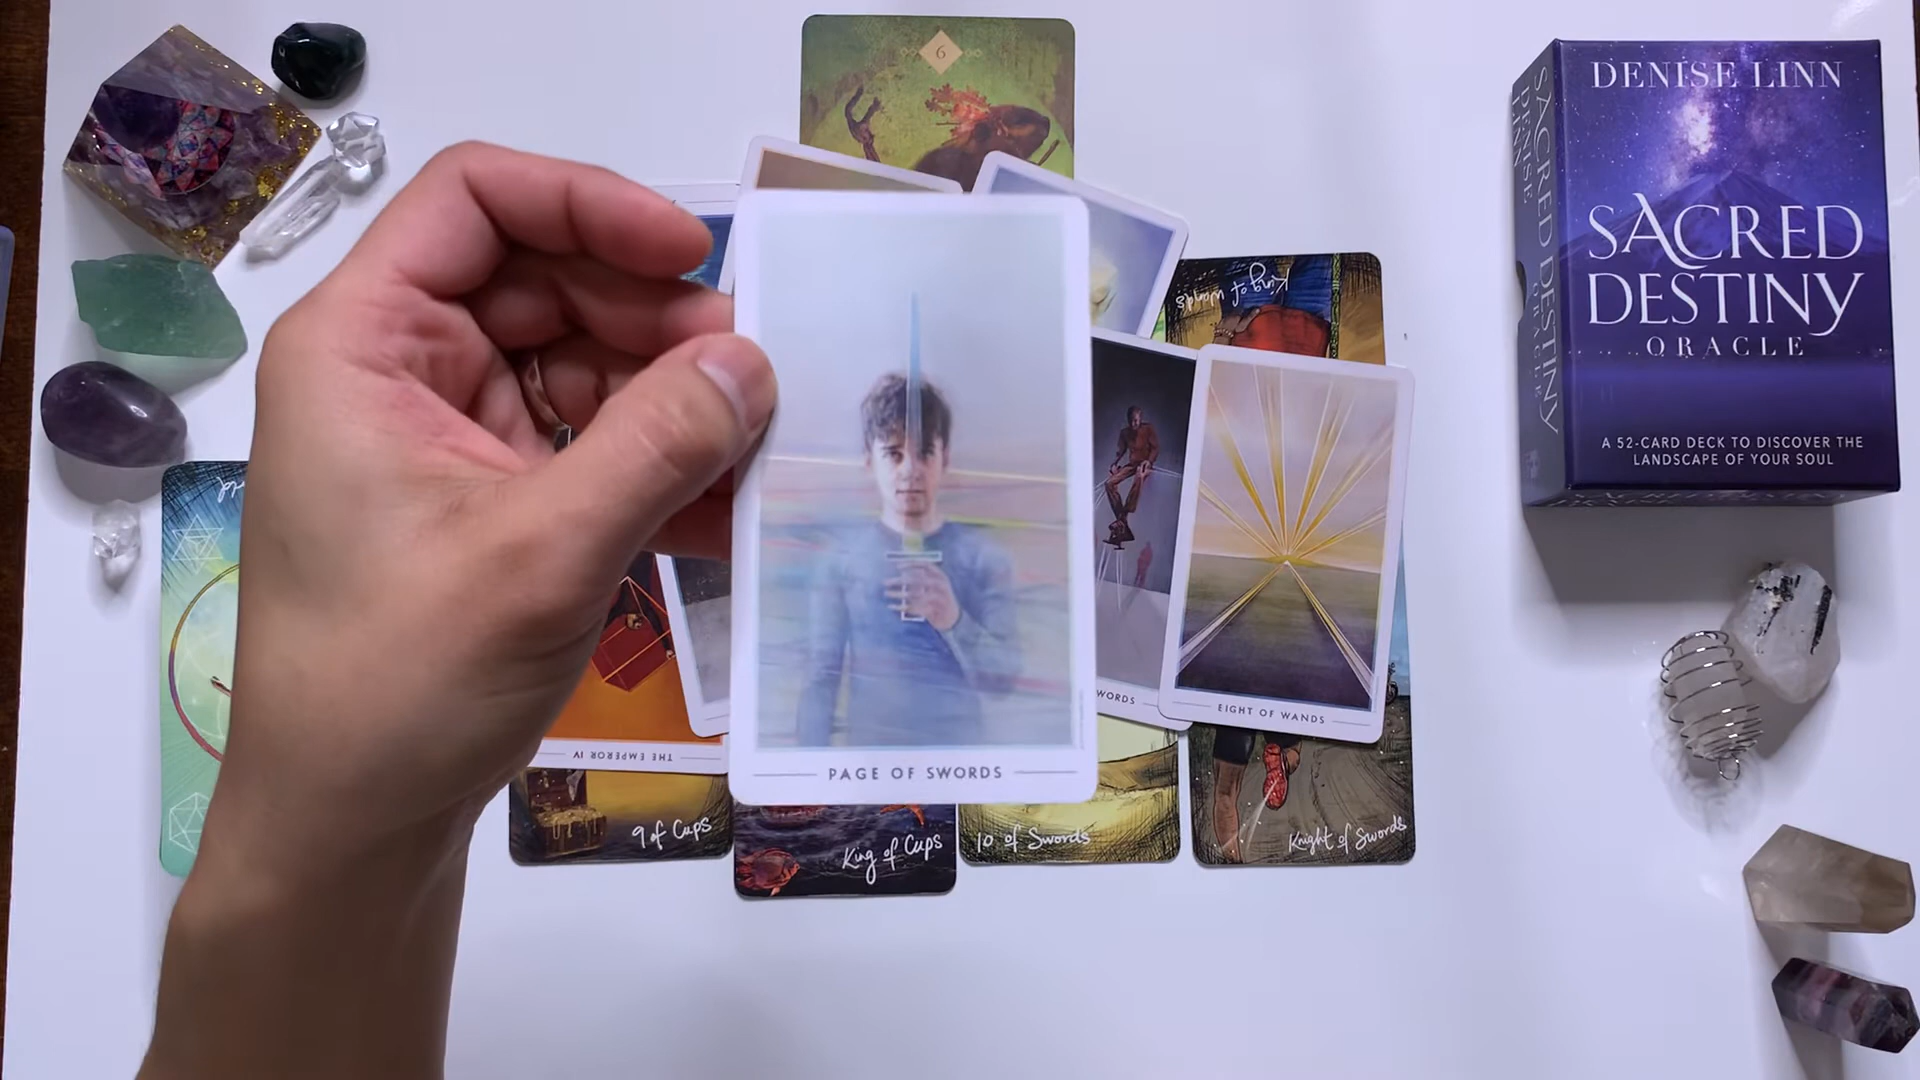 6
DENISE LINN
SACRED
DESTINY
ORACLE
A 52-CARD DECK TO DISCOVER THE
LANDSCAPE OF YOUR SOUL
SACRED DESTINY
ORACLE
DENISE
LINN
King of Wands
PAGE OF SWORDS
WORDS
EIGHT OF WANDS
THE EMPEROR IV
9 of Cups
King of Cups
10 of Swords
Knight of Swords